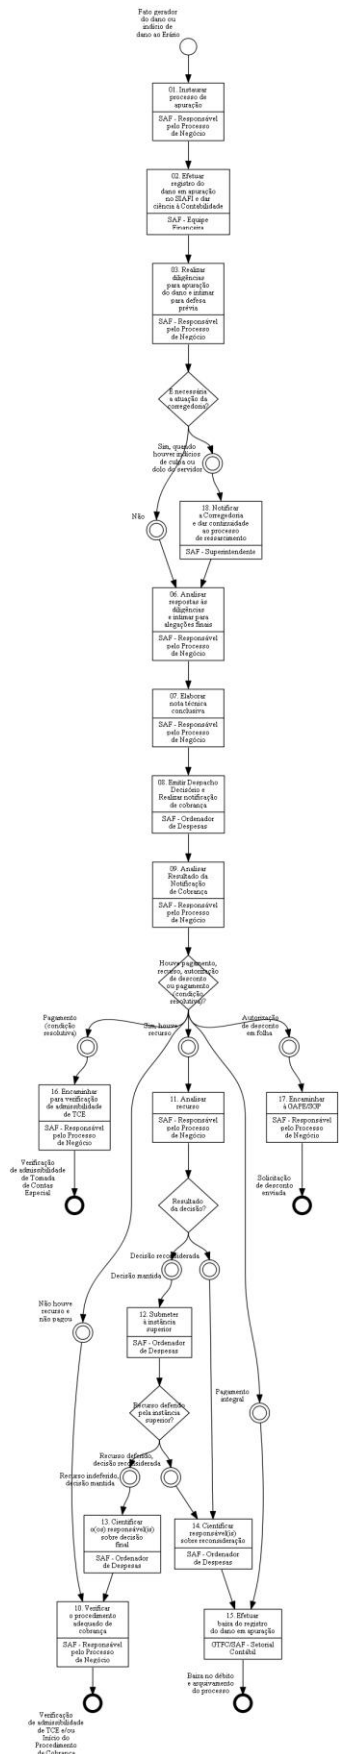 Fato gerador
do dano ou
indício de
dano ao Erário
01. Instaurar
processo de
apuração
SAF - Responsável
pelo Processo
de Negócio
02. Efetuar
registro do
dano em apuração
no SIAFI e dar
ciência à Contabilidade
SAF - Equipe
Financeira
03. Realizar
diligências
para apuração
do dano e intimar
para defesa
prévia
SAF - Responsável
pelo Processo
de Negócio
É necessária
a atuação da
corregedoria?
Sim, quando
houver indícios
de culpa ou
dolo do servidos
Não
18. Notificar
a Corregedoria
e dar continuidade
ao processo
de ressarcimento
SAF - Superintendente
06. Analisar
respostas às
diligências
e intimar para
alegações finais
SAF - Responsável
pelo Processo
de Negócio
07. Elaborar
nota técnica
conclusiva
SAF - Responsável
pelo Processo
de Negócio
08. Emitir Despacho
Decisório e
Realizar notificação
de cobrança
SAF - Ordenador
de Despesas
09. Analisar
Resultado da
Notificação
de Cobrança
SAF - Responsável
pelo Processo
de Negócio
Houve pagamento,
recurso, autorização
de desconto
ou pagamento
(condição
resolutiva)?
Pagamento
(condição
resolutiva)
Sim, houve
recurso
Autorização
de desconto
em folha
16. Encaminhar
para verificação
de admissibilidade
de TCE
SAF - Responsável
pelo Processo
de Negócio
11. Analisar
recurso
SAF - Responsável
pelo Processo
de Negócio
17. Encaminhar
à GAPE/SGP
SAF - Responsável
pelo Processo
de Negócio
Verificação
de admissibilidade
de Tomada
de Contas
Especial
Solicitação
de desconto
enviada
Resultado
da decisão?
Decisão reconsiderada
Decisão mantida
Não houve
recurso e
não pagou
12. Submeter
à instância
superior
SAF - Ordenador
de Despesas
Pagamento
integral
Recurso deferido
pela instância
superior?
Recurso deferido,
decisão reconsiderada
Recurso indeferido,
decisão mantida
13. Cientificar
o(os) responsável(is)
sobre decisão
final
SAF - Ordenador
de Despesas
14. Cientificar
responsável(is)
sobre reconsideração
SAF - Ordenador
de Despesas
10. Verificar
o procedimento
adequado de
cobrança
SAF - Responsável
pelo Processo
de Negócio
15. Efetuar
baixa do registro
do dano em apuração
GTFC/SAF - Setorial
Contábil
Baixa no débito
e arquivamento
do processo
Verificação
de admissibilidade
de TCE e/ou
Início do
Procedimento
de Cobrança